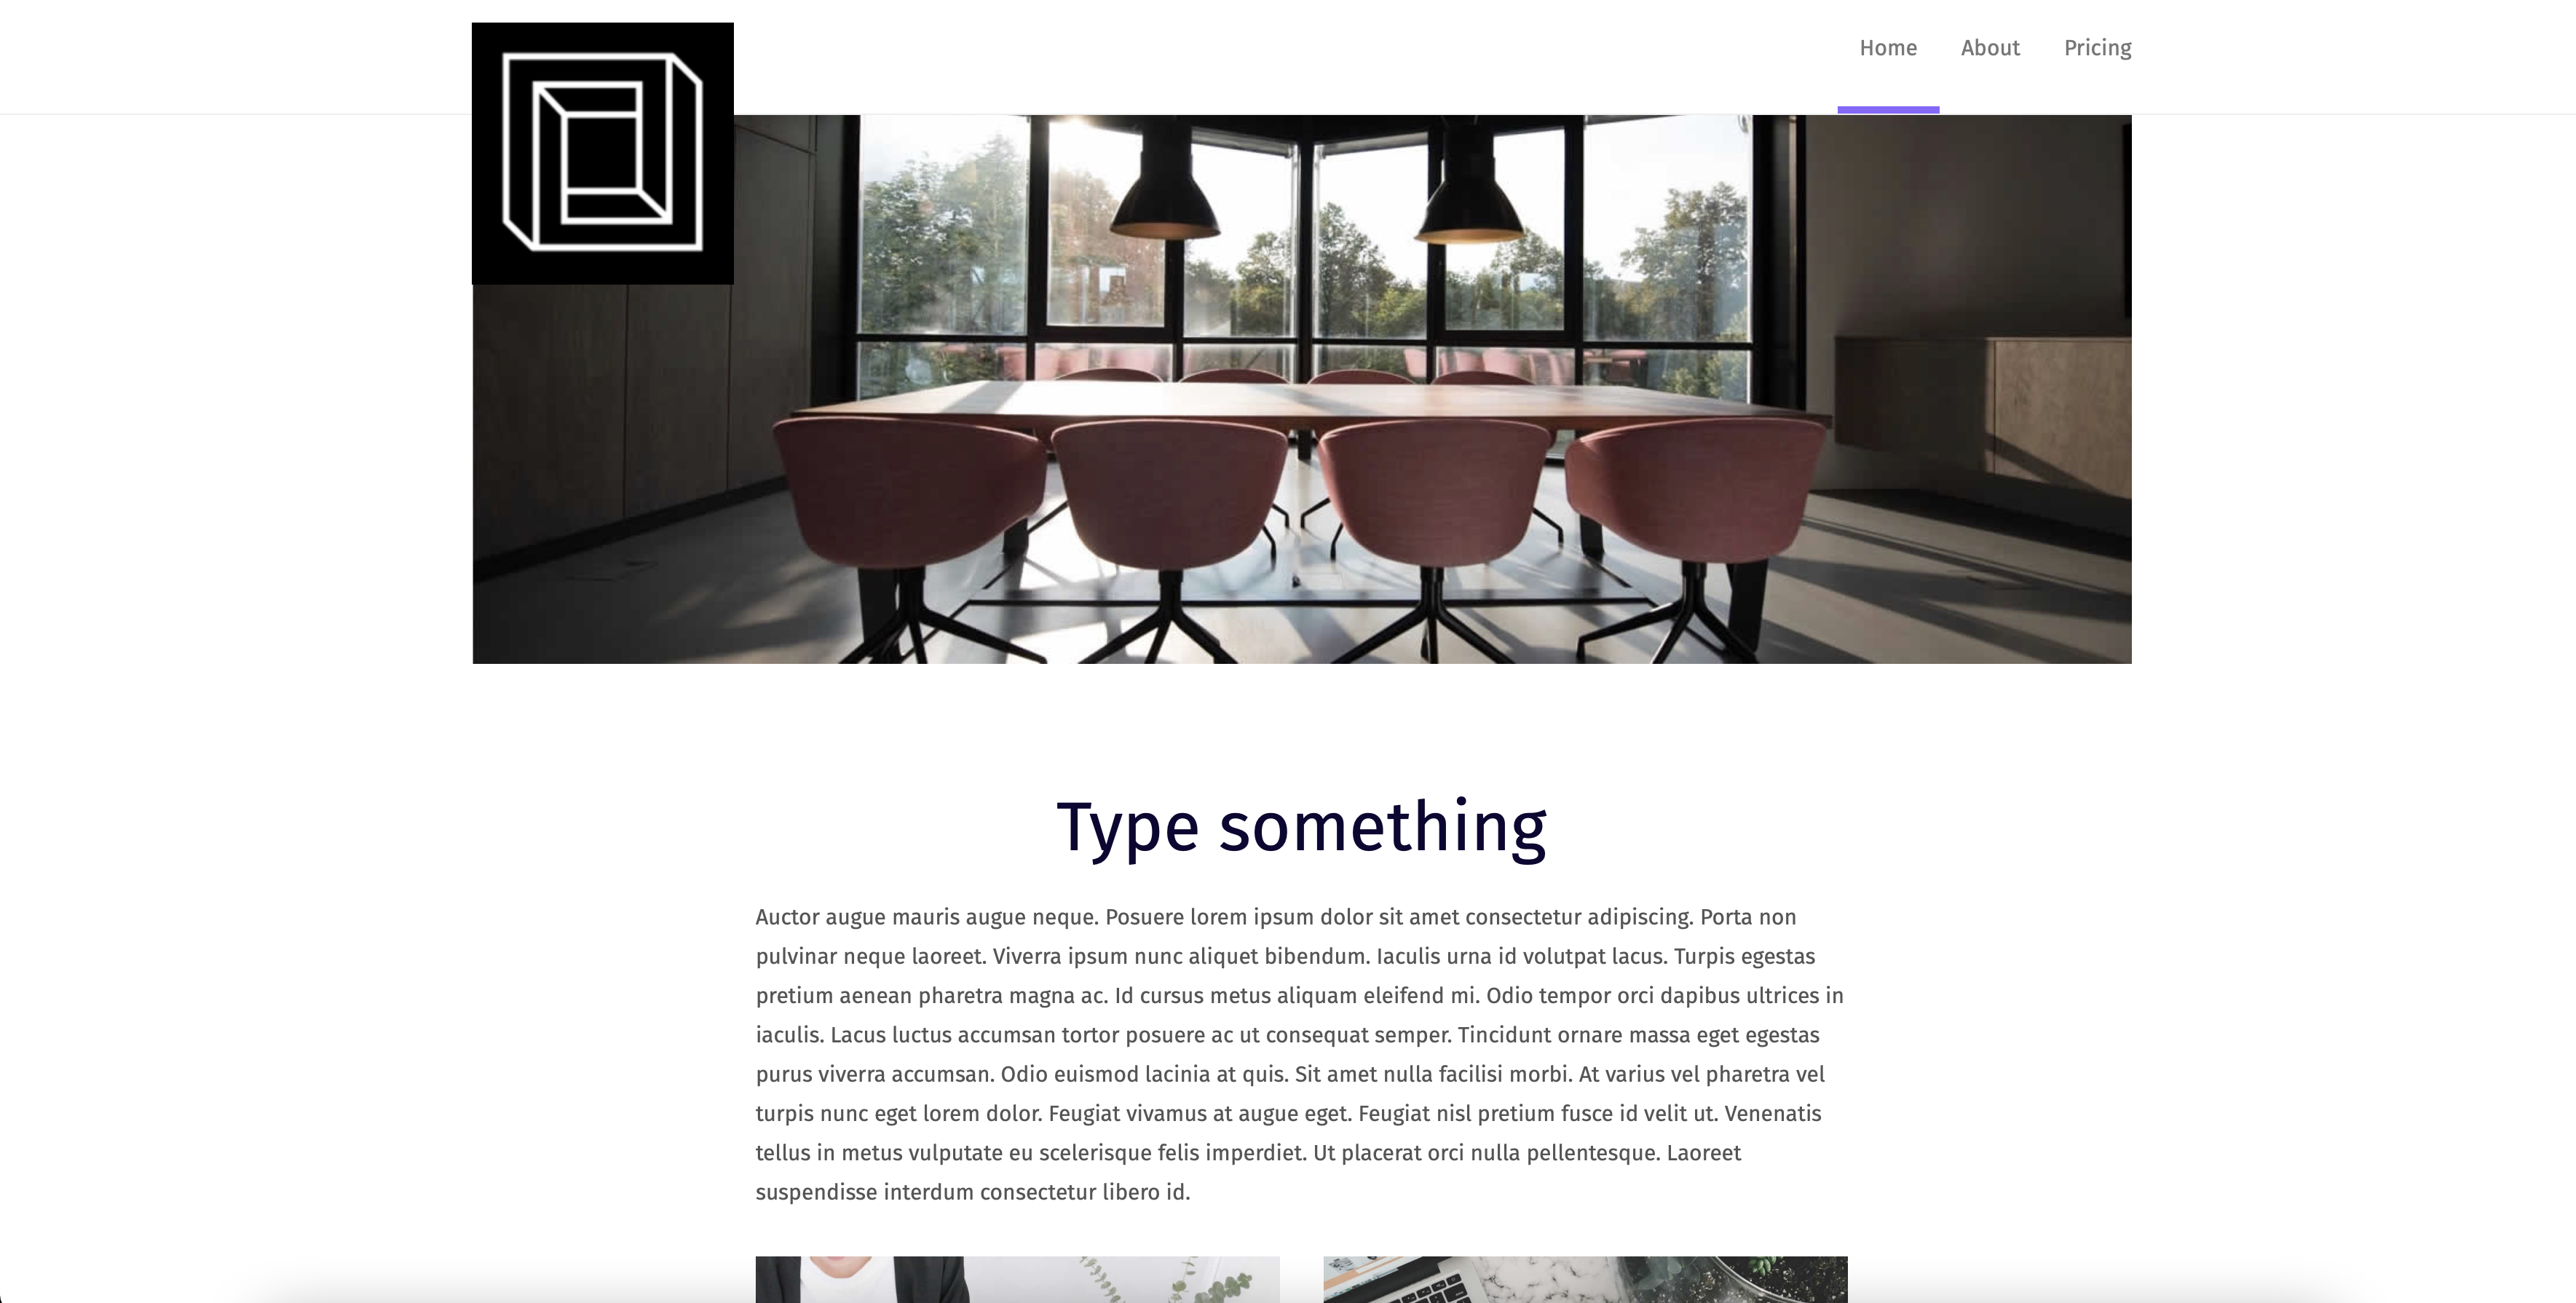 Home About Pricing
Type something
Auctor augue mauris augue neque. Posuere lorem ipsum dolor sit amet consectetur adipiscing. Porta non
pulvinar neque laoreet. Viverra ipsum nunc aliquet bibendum. Iaculis urna id volutpat lacus. Turpis egestas
pretium aenean pharetra magna ac. Id cursus metus aliquam eleifend mi. Odio tempor orci dapibus ultrices in
iaculis. Lacus luctus accumsan tortor posuere ac ut consequat semper. Tincidunt ornare massa eget egestas
purus viverra accumsan. Odio euismod lacinia at quis. Sit amet nulla facilisi morbi. At varius vel pharetra vel
turpis nunc eget lorem dolor. Feugiat vivamus at augue eget. Feugiat nisl pretium fusce id velit ut. Venenatis
tellus in metus vulputate eu scelerisque felis imperdiet. Ut placerat orci nulla pellentesque. Laoreet
suspendisse interdum consectetur libero id.